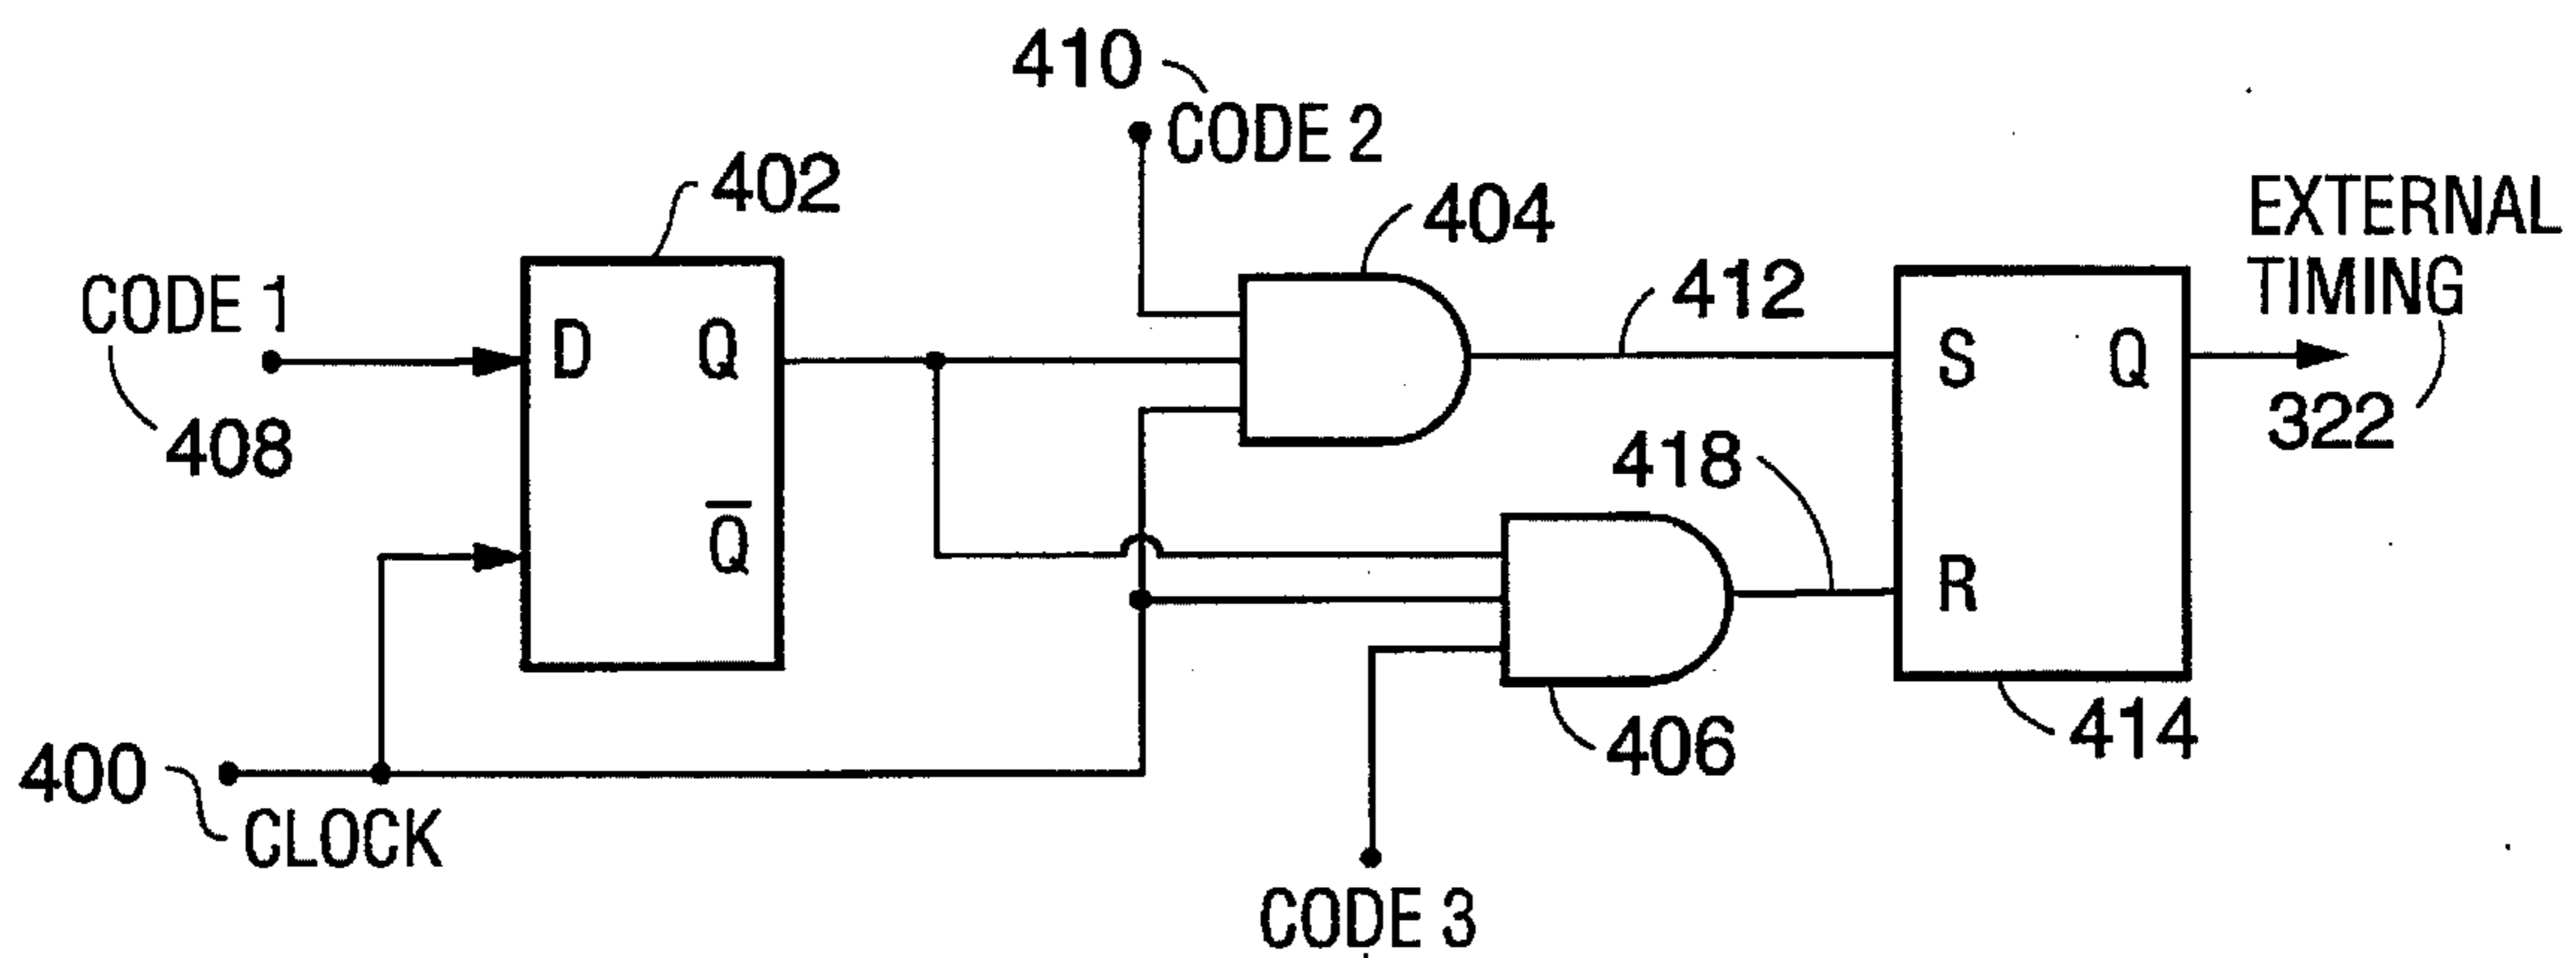 410
CODE 2
402
404
EXTERNAL
TIMING
322
CODE 1
408
D Q
Q̅
412
418
S Q
R
406
414
400
CLOCK
CODE 3